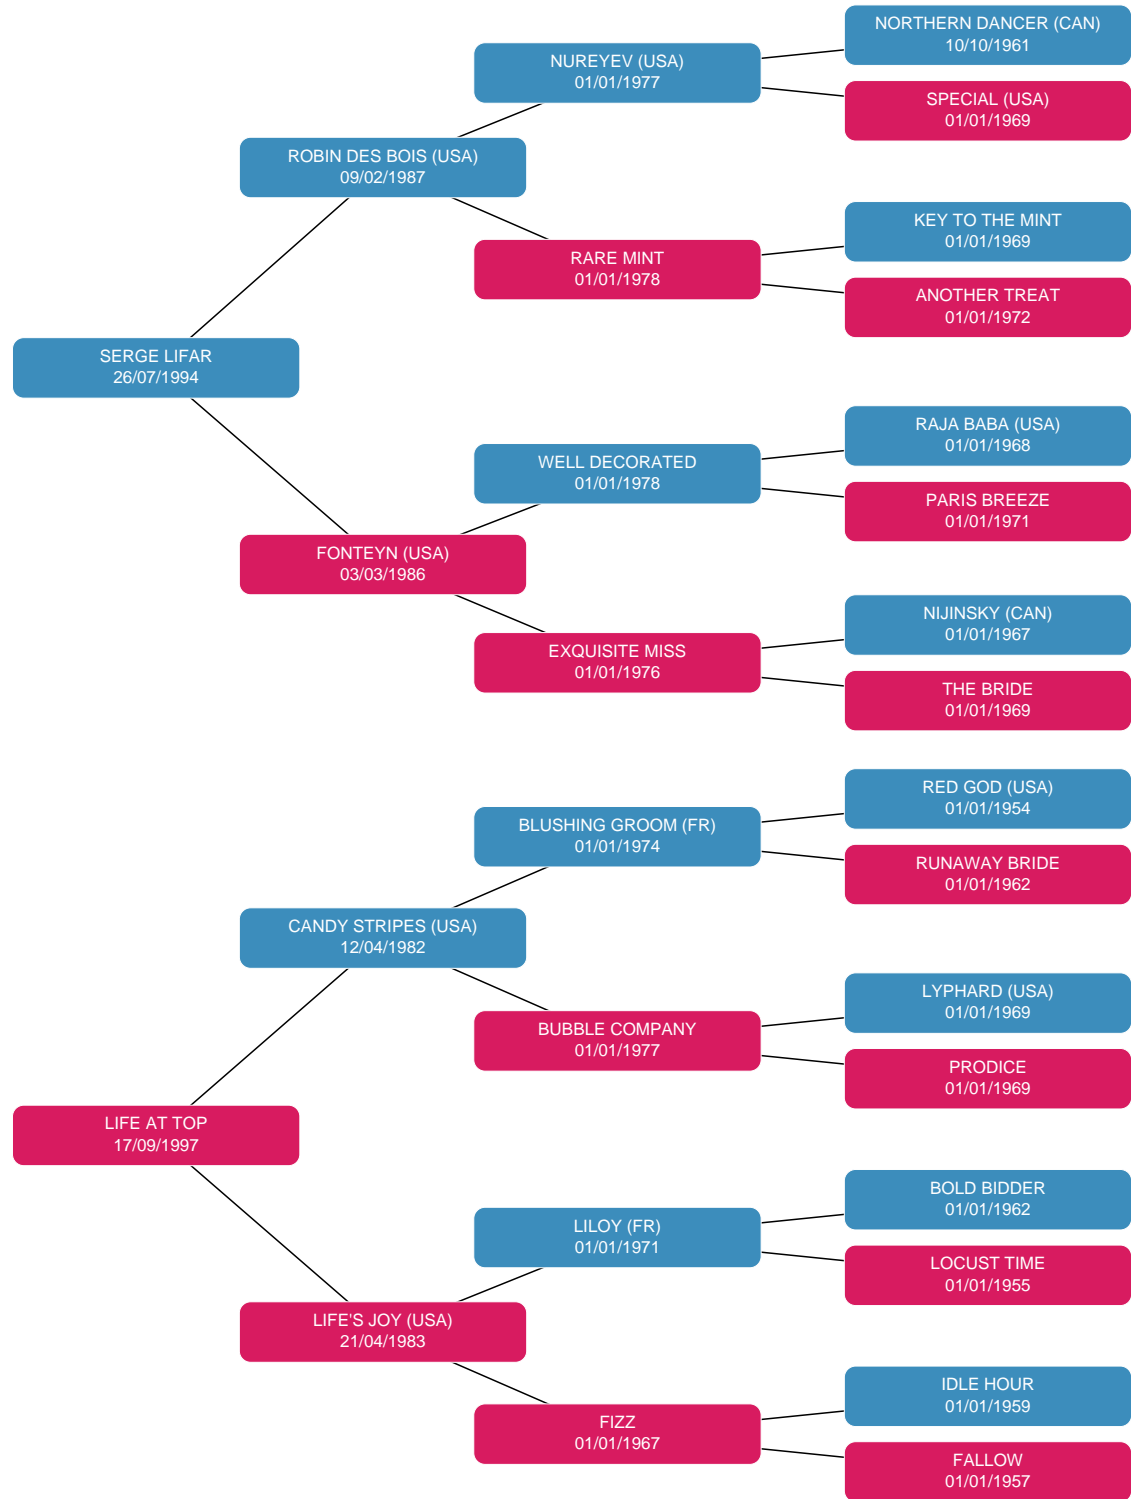 NORTHERN DANCER (CAN)
10/10/1961
NUREYEV (USA)
01/01/1977
SPECIAL (USA)
01/01/1969
ROBIN DES BOIS (USA)
09/02/1987
KEY TO THE MINT
01/01/1969
RARE MINT
01/01/1978
ANOTHER TREAT
01/01/1972
SERGE LIFAR
26/07/1994
RAJA BABA (USA)
01/01/1968
WELL DECORATED
01/01/1978
PARIS BREEZE
01/01/1971
FONTEYN (USA)
03/03/1986
NIJINSKY (CAN)
01/01/1967
EXQUISITE MISS
01/01/1976
THE BRIDE
01/01/1969
RED GOD (USA)
01/01/1954
BLUSHING GROOM (FR)
01/01/1974
RUNAWAY BRIDE
01/01/1962
CANDY STRIPES (USA)
12/04/1982
LYPHARD (USA)
01/01/1969
BUBBLE COMPANY
01/01/1977
PRODICE
01/01/1969
LIFE AT TOP
17/09/1997
BOLD BIDDER
01/01/1962
LILOY (FR)
01/01/1971
LOCUST TIME
01/01/1955
LIFE'S JOY (USA)
21/04/1983
IDLE HOUR
01/01/1959
FIZZ
01/01/1967
FALLOW
01/01/1957